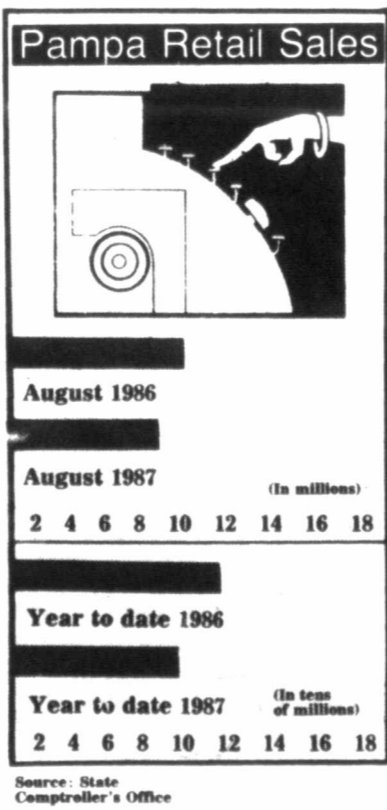 Pampa Retail Sales
August 1986
August 1987
(In millions)
2 4 6 8 10 12 14 16 18
Year to date 1986
Year to date 1987
(In tens
of millions)
2 4 6 8 10 12 14 16 18
Source: State
Comptroller's Office